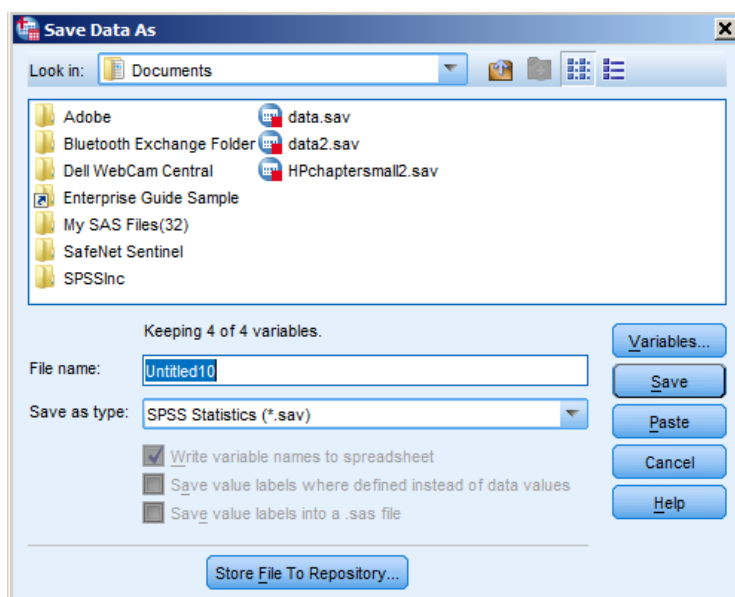 Save Data As
Look in: Documents
Adobe
Bluetooth Exchange Folder
Dell WebCam Central
Enterprise Guide Sample
My SAS Files(32)
SafeNet Sentinel
SPSSInc
data.sav
data2.sav
HPchaptersmall2.sav
Keeping 4 of 4 variables.
Variables...
File name: Untitled10
Save
Save as type: SPSS Statistics (*.sav)
Paste
Write variable names to spreadsheet
Cancel
Save value labels where defined instead of data values
Help
Save value labels into a .sas file
Store File To Repository...